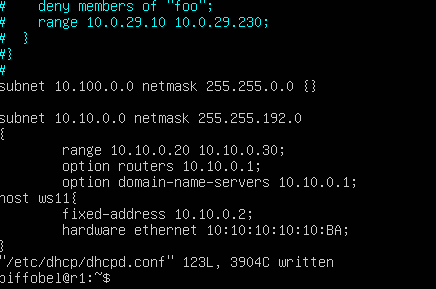 #    deny members of "foo";
#    range 10.0.29.10 10.0.29.230;
#  }
#}
#
subnet 10.100.0.0 netmask 255.255.0.0 {}

subnet 10.10.0.0 netmask 255.255.192.0
{
        range 10.10.0.20 10.10.0.30;
        option routers 10.10.0.1;
        option domain-name-servers 10.10.0.1;
host ws11{
        fixed-address 10.10.0.2;
        hardware ethernet 10:10:10:10:10:BA;
}
"/etc/dhcp/dhcpd.conf" 123L, 3904C written
piffobel@r1:~$